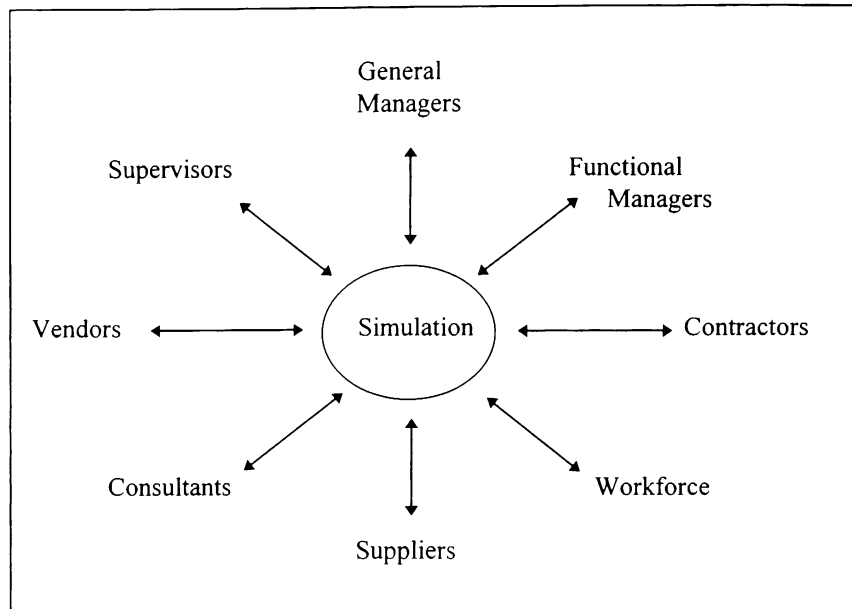 General
Managers
Supervisors
Functional
Managers
Vendors
Simulation
Contractors
Consultants
Workforce
Suppliers